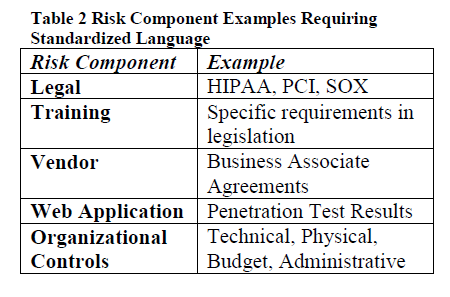 Table 2 Risk Component Examples Requiring
Standardized Language
Risk Component Example
Legal HIPAA, PCI, SOX
Training Specific requirements in
legislation
Vendor Business Associate
Agreements
Web Application Penetration Test Results
Organizational Technical, Physical,
Controls Budget, Administrative